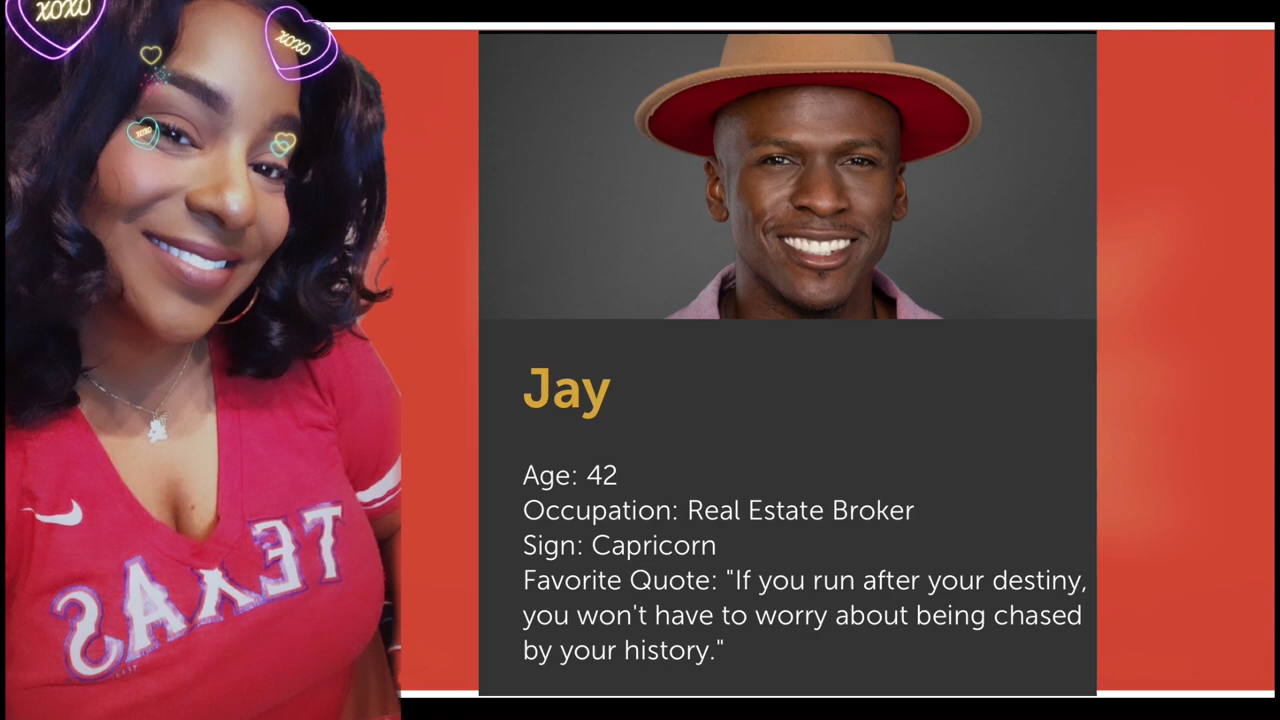 xoxo
xoxo
xoxo
TEXAS
Jay
Age: 42
Occupation: Real Estate Broker
Sign: Capricorn
Favorite Quote: "If you run after your destiny,
you won't have to worry about being chased
by your history."